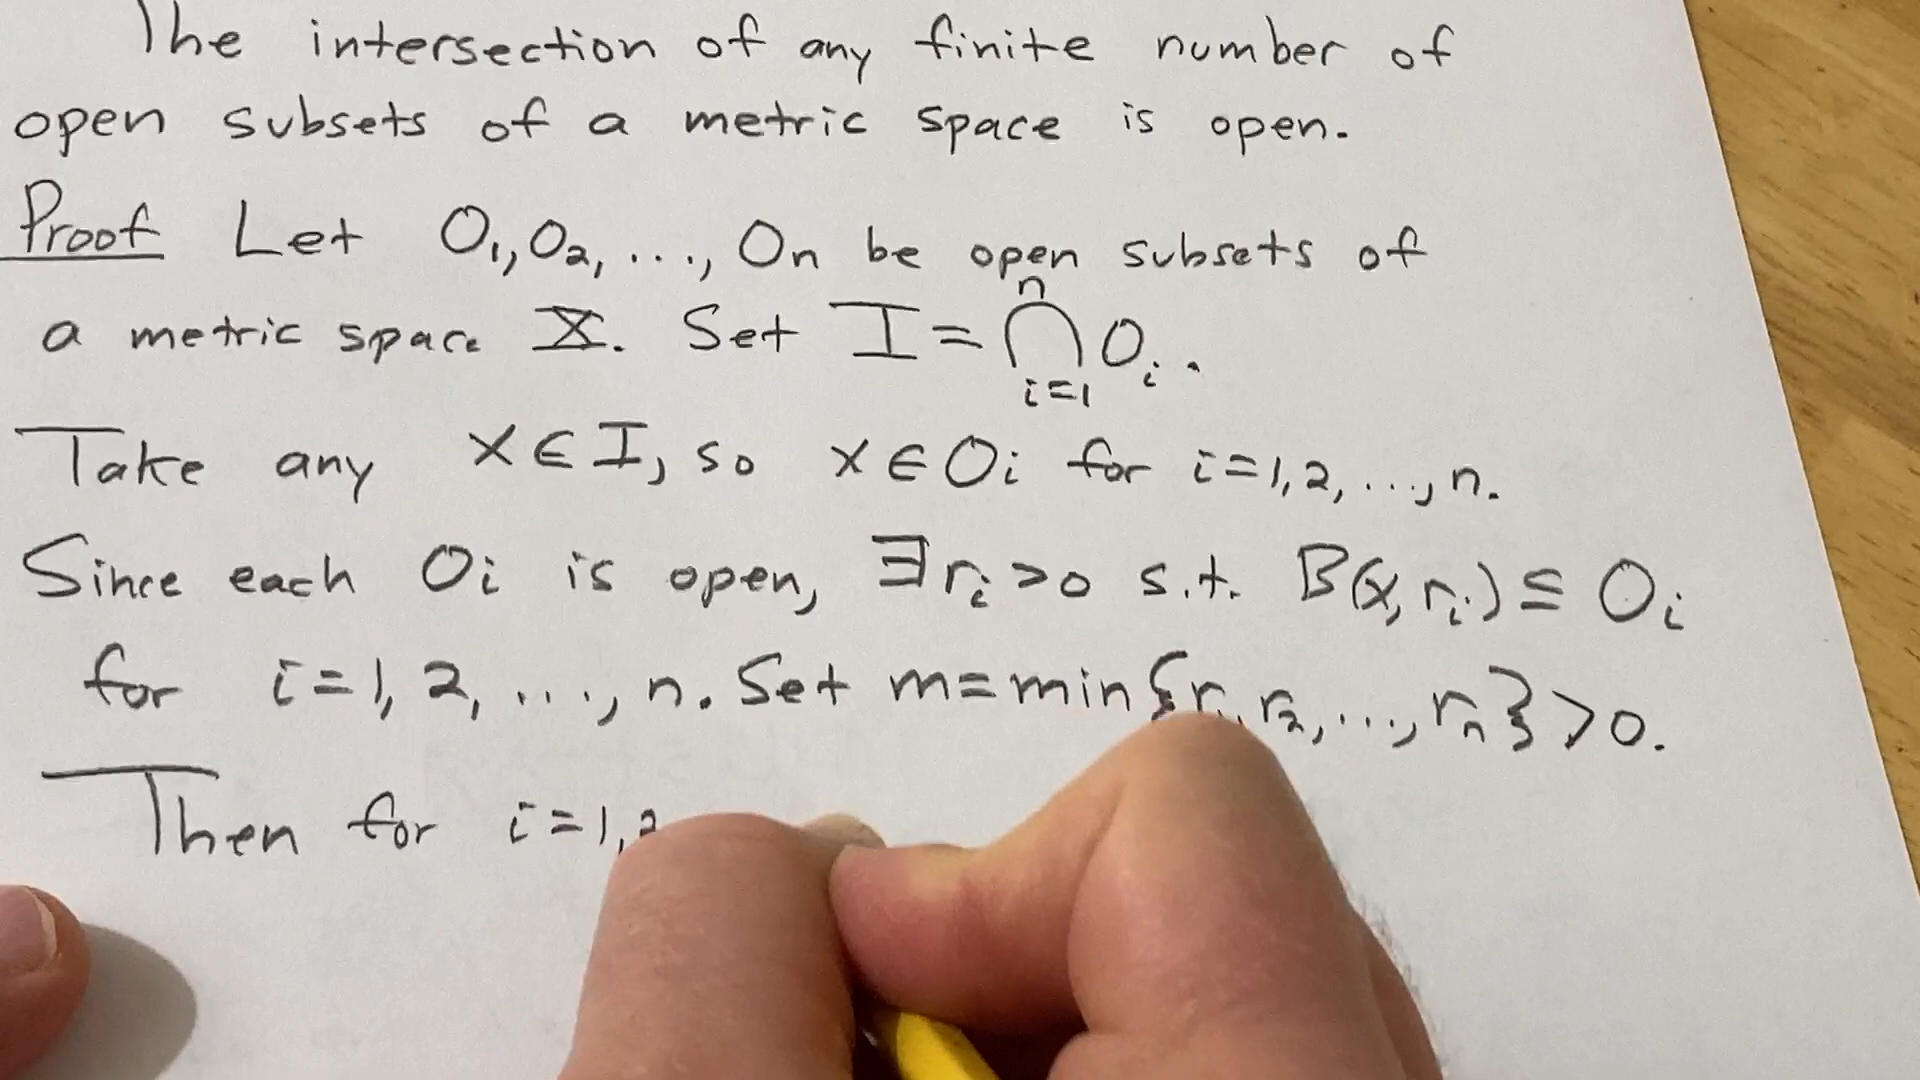 The intersection of any finite number of
open subsets of a metric space is open.
Proof Let O₁, O₂, ..., On be open subsets of
a metric space X. Set I = ⋂ⁿᵢ₌₁ Oᵢ.
Take any x ∈ I, so x ∈ Oi for i=1,2,...,n.
Since each Oi is open, ∃ rᵢ > 0 s.t. B(x, rᵢ) ⊆ Oᵢ
for i=1, 2, ..., n. Set m = min{r, r₂, ..., rₙ} > 0.
Then for i=1,2